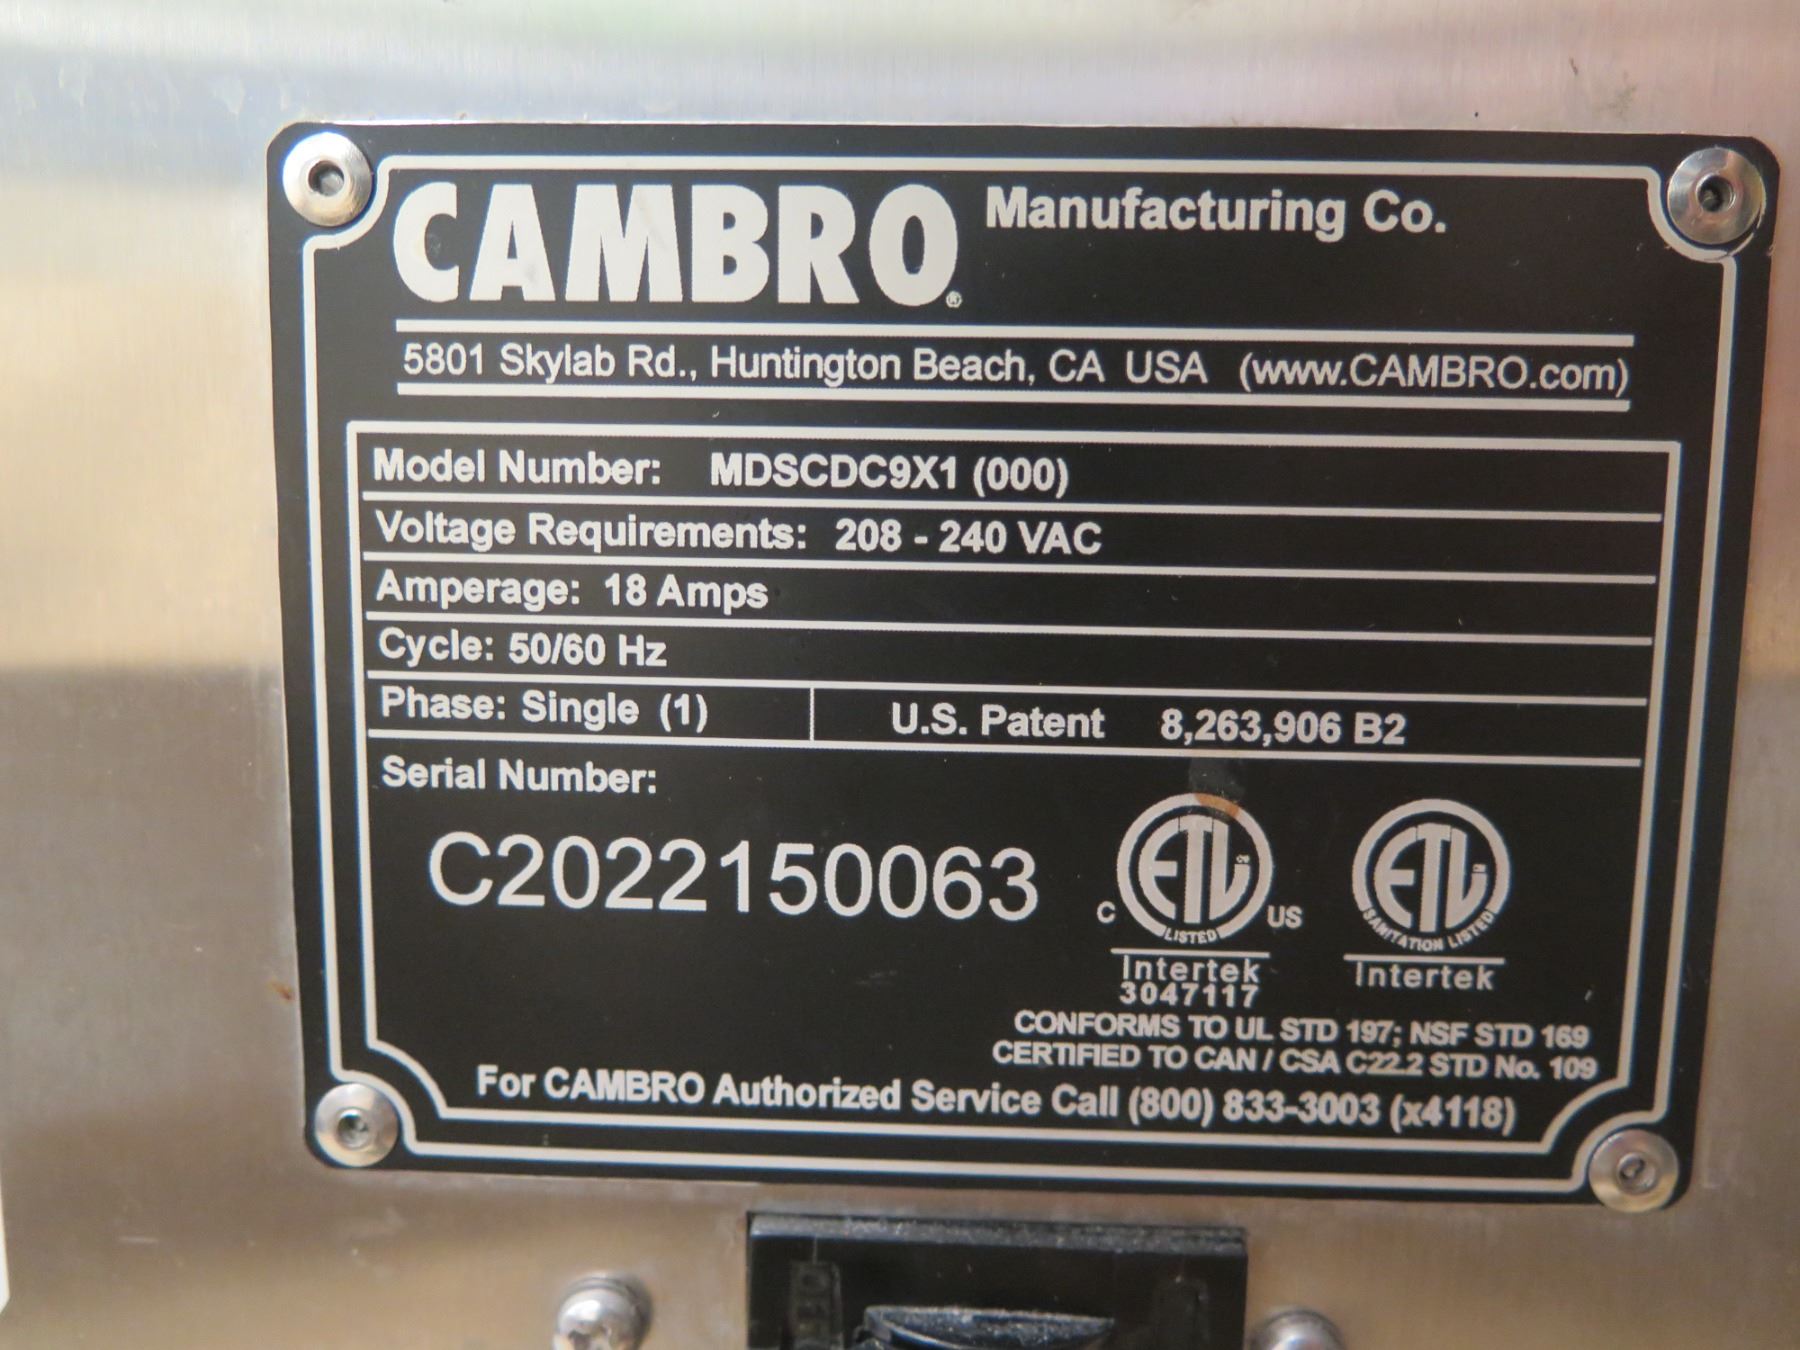 CAMBRO® Manufacturing Co.
5801 Skylab Rd., Huntington Beach, CA USA (www.CAMBRO.com)
Model Number: MDSCDC9X1 (000)
Voltage Requirements: 208 - 240 VAC
Amperage: 18 Amps
Cycle: 50/60 Hz
Phase: Single (1) U.S. Patent 8,263,906 B2
Serial Number:
C2022150063
C ETL US
LISTED
Intertek
3047117
ETL
SANITATION LISTED
Intertek
CONFORMS TO UL STD 197; NSF STD 169
CERTIFIED TO CAN / CSA C22.2 STD No. 109
For CAMBRO Authorized Service Call (800) 833-3003 (x4118)